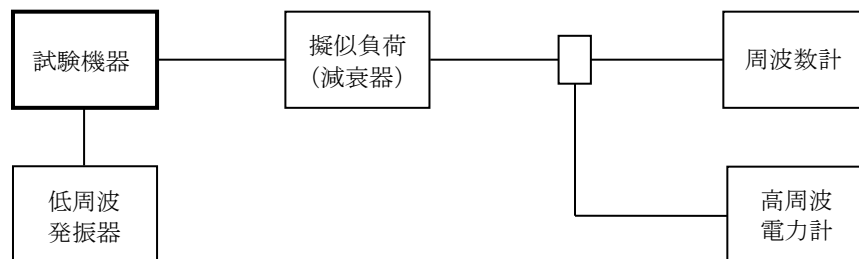 試験機器
擬似負荷
（減衰器）
周波数計
低周波
発振器
高周波
電力計